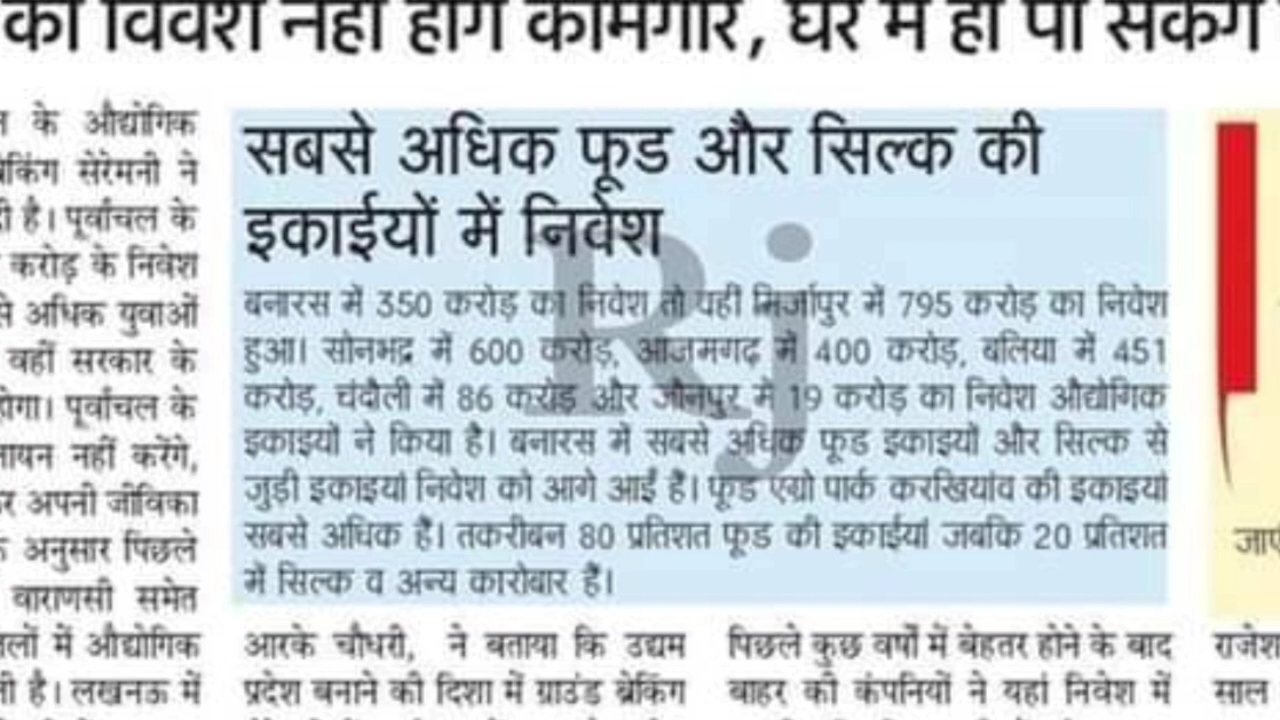 को विवश नहीं होंगे कामगार, घर में ही पा सकेंगे
के औद्योगिक
सेरेमनी ने
है। पूर्वांचल के
करोड़ के निवेश
से अधिक युवाओं
वहीं सरकार के
होगा। पूर्वांचल के
नहीं करेंगे,
अपनी जीविका
अनुसार पिछले
वाराणसी समेत
में औद्योगिक
है। लखनऊ में
सबसे अधिक फूड और सिल्क की
इकाईयों में निवेश
Rj
बनारस में 350 करोड़ का निवेश तो वहीं मिर्जापुर में 795 करोड़ का निवेश
हुआ। सोनभद्र में 600 करोड़, आजमगढ़ में 400 करोड़, बलिया में 451
करोड़, चंदौली में 86 करोड़ और जौनपुर में 19 करोड़ का निवेश औद्योगिक
इकाइयों ने किया है। बनारस में सबसे अधिक फूड इकाइयों और सिल्क से
जुड़ी इकाइयां निवेश को आगे आईं हैं। फूड एग्रो पार्क करखियांव की इकाइयां
सबसे अधिक हैं। तकरीबन 80 प्रतिशत फूड की इकाईयां जबकि 20 प्रतिशत
में सिल्क व अन्य कारोबार हैं।
आरके चौधरी, ने बताया कि उद्यम
प्रदेश बनाने की दिशा में ग्राउंड ब्रेकिंग
पिछले कुछ वर्षों में बेहतर होने के बाद
बाहर की कंपनियों ने यहां निवेश में
राजेश
साल